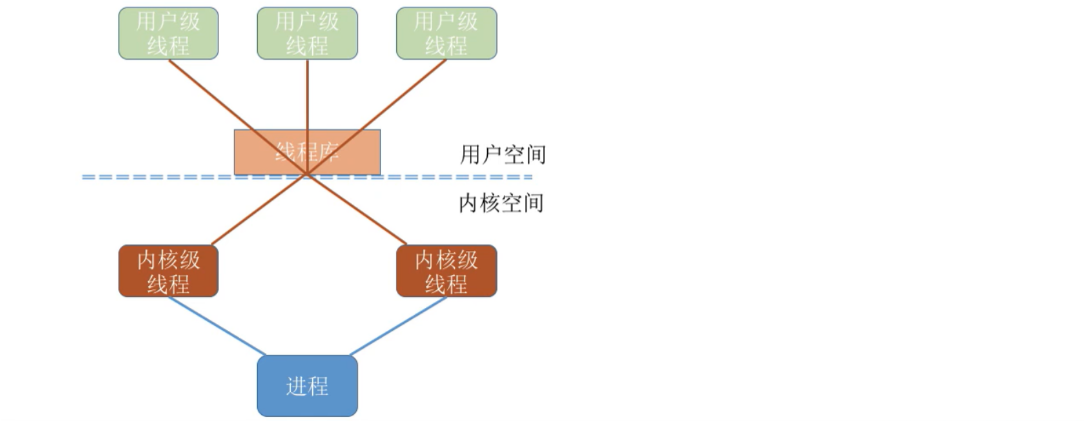 用户级
线程
用户级
线程
用户级
线程
线程库
用户空间
内核空间
内核级
线程
内核级
线程
进程